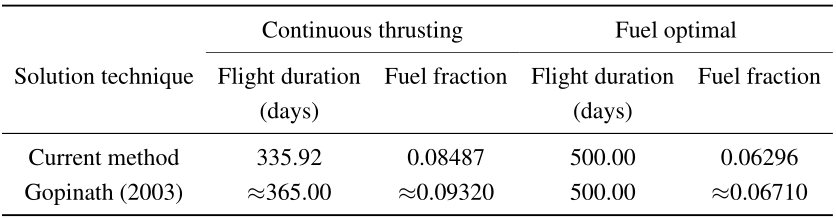 Continuous thrusting Fuel optimal
Solution technique Flight duration Fuel fraction Flight duration Fuel fraction
(days) (days)
Current method 335.92 0.08487 500.00 0.06296
Gopinath (2003) ≈365.00 ≈0.09320 500.00 ≈0.06710